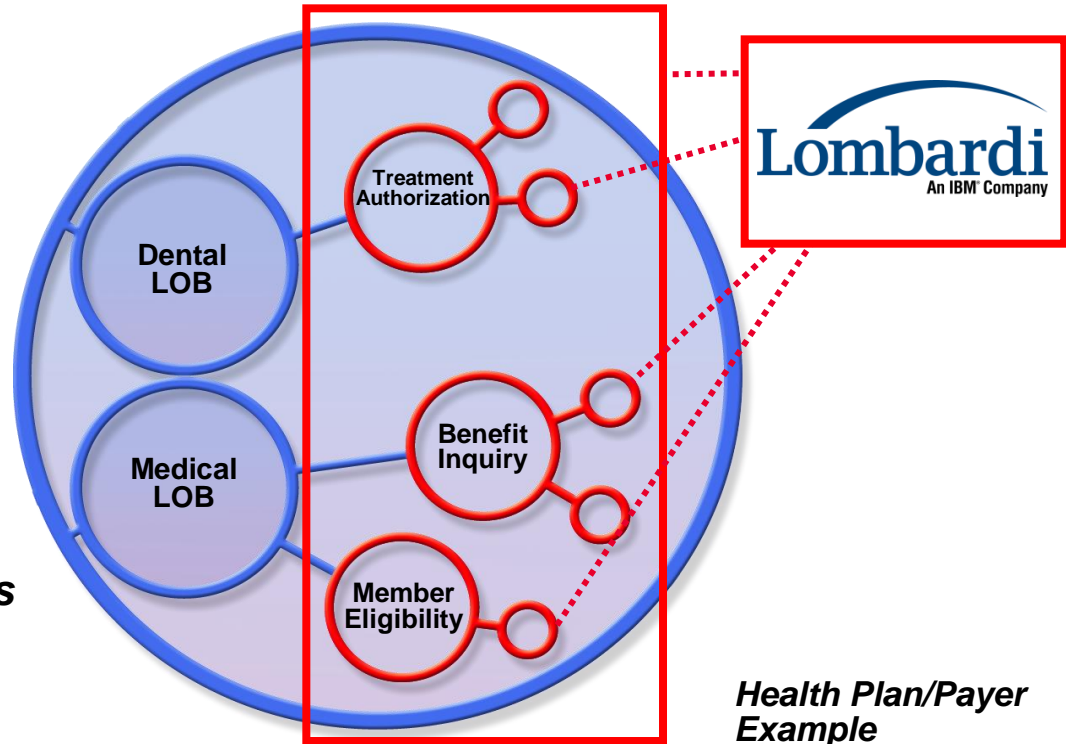 Treatment
Authorization
Lombardi
An IBM® Company
Dental
LOB
Benefit
Inquiry
Medical
LOB
Member
Eligibility
s
Health Plan/Payer
Example